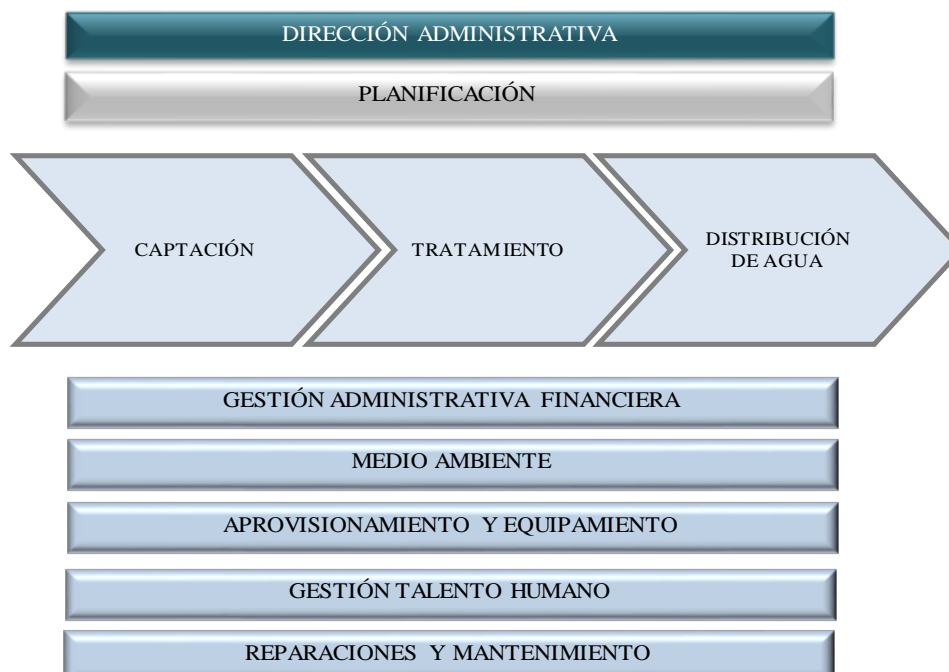 DIRECCIÓN ADMINISTRATIVA
PLANIFICACIÓN
CAPTACIÓN
TRATAMIENTO
DISTRIBUCIÓN
DE AGUA
GESTIÓN ADMINISTRATIVA FINANCIERA
MEDIO AMBIENTE
APROVISIONAMIENTO Y EQUIPAMIENTO
GESTIÓN TALENTO HUMANO
REPARACIONES Y MANTENIMIENTO